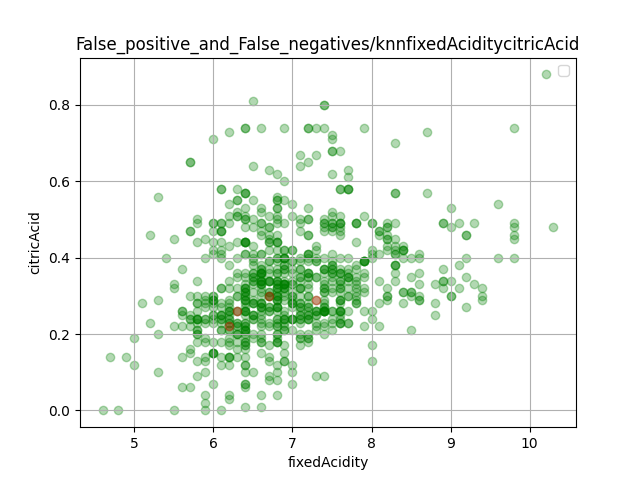 False_positive_and_False_negatives/knnfixedAciditycitricAcid
0.8
0.6
0.4
0.2
0.0
citricAcid
5 6 7 8 9 10
fixedAcidity